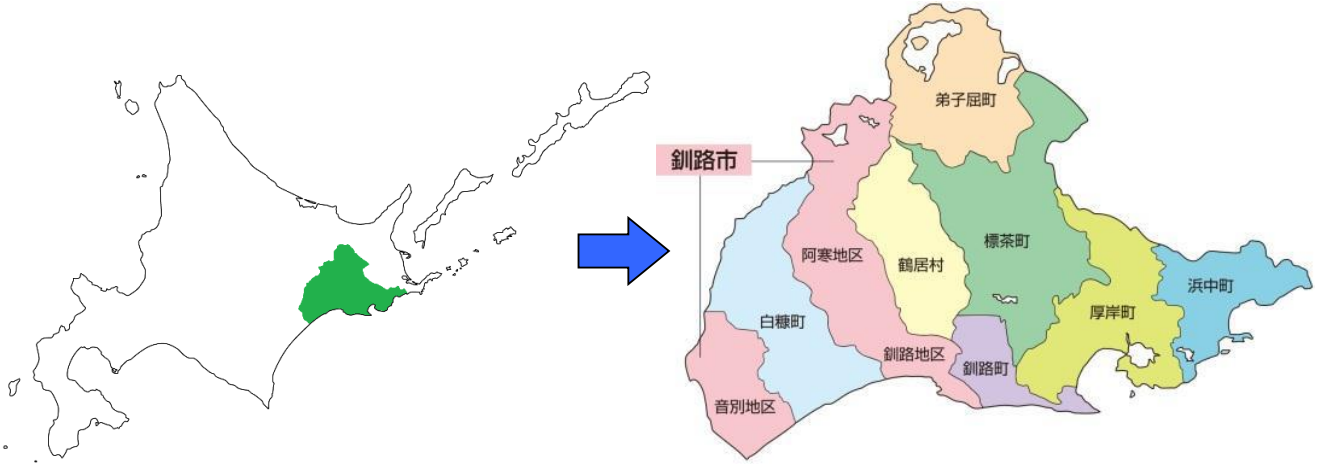 弟子屈町
釧路市
標茶町
阿寒地区
鶴居村
浜中町
厚岸町
白糠町
釧路地区
釧路町
音別地区